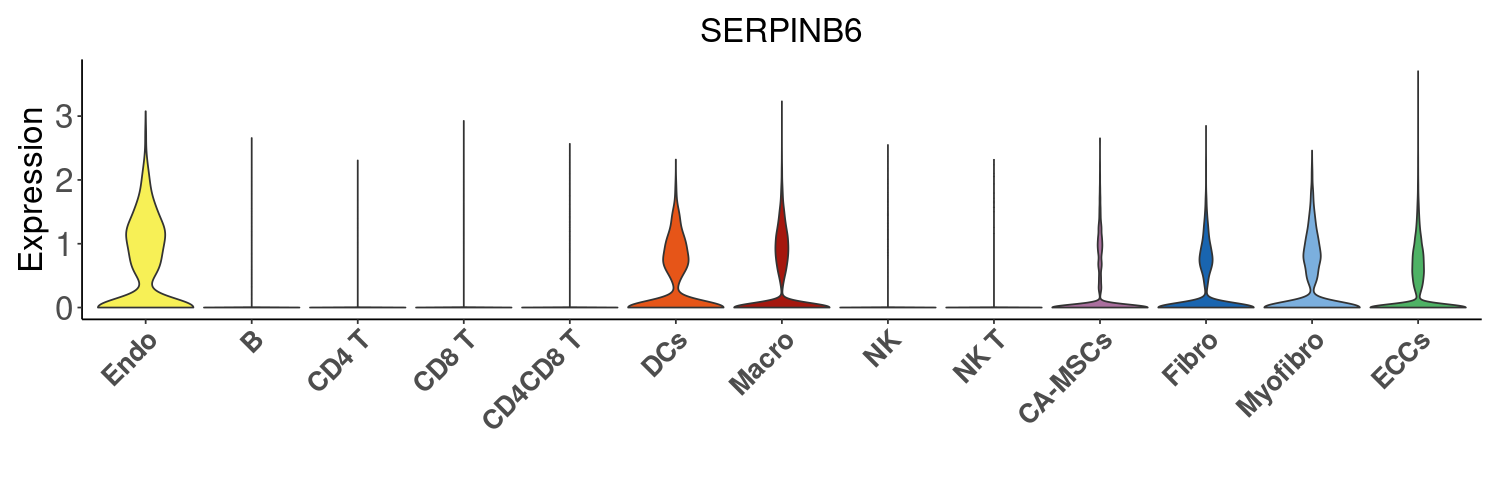 SERPINB6
Expression
3
2
1
0
Endo
B
CD4 T
CD8 T
CD4CD8 T
DCs
Macro
NK
NK T
CA-MSCs
Fibro
Myofibro
ECCs